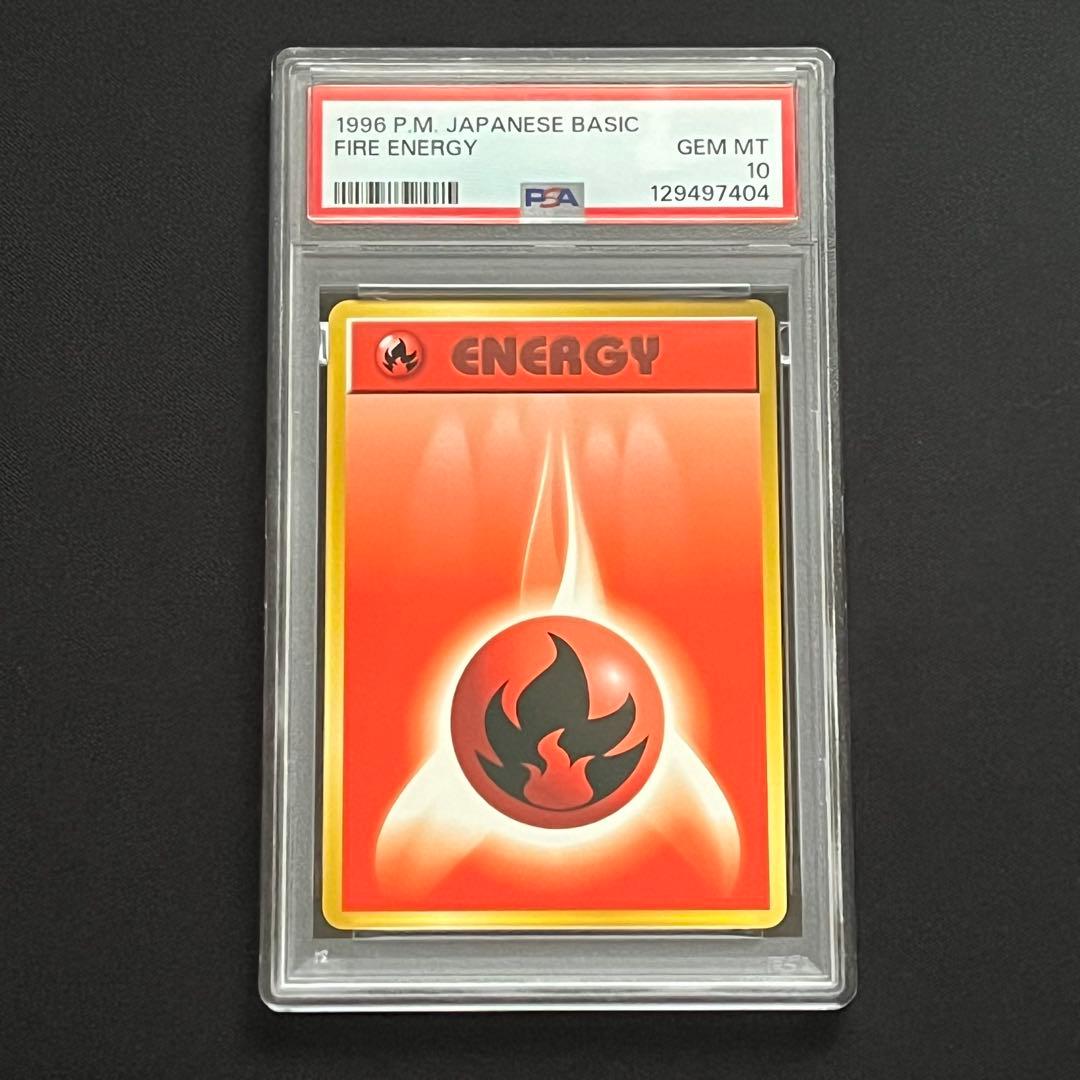 1996 P.M. JAPANESE BASIC
FIRE ENERGY
GEM MT
10
PSA
129497404
ENERGY